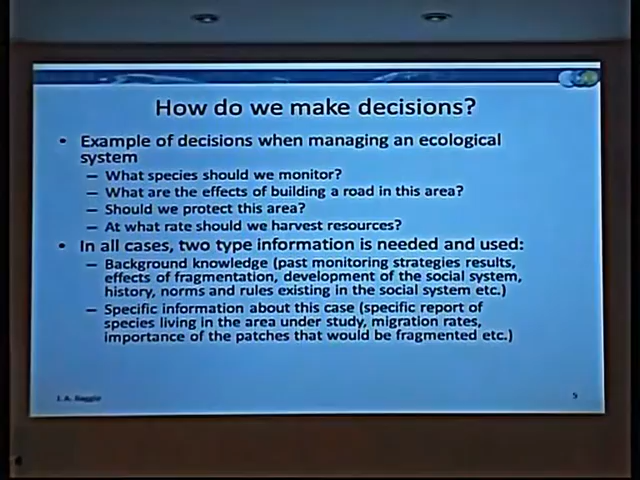 How do we make decisions?
• Example of decisions when managing an ecological
system
– What species should we monitor?
– What are the effects of building a road in this area?
– Should we protect this area?
– At what rate should we harvest resources?
• In all cases, two type information is needed and used:
– Background knowledge (past monitoring strategies results,
effects of fragmentation, development of the social system,
history, norms and rules existing in the social system etc.)
– Specific information about this case (specific report of
species living in the area under study, migration rates,
importance of the patches that would be fragmented etc.)
J. A. Baggio